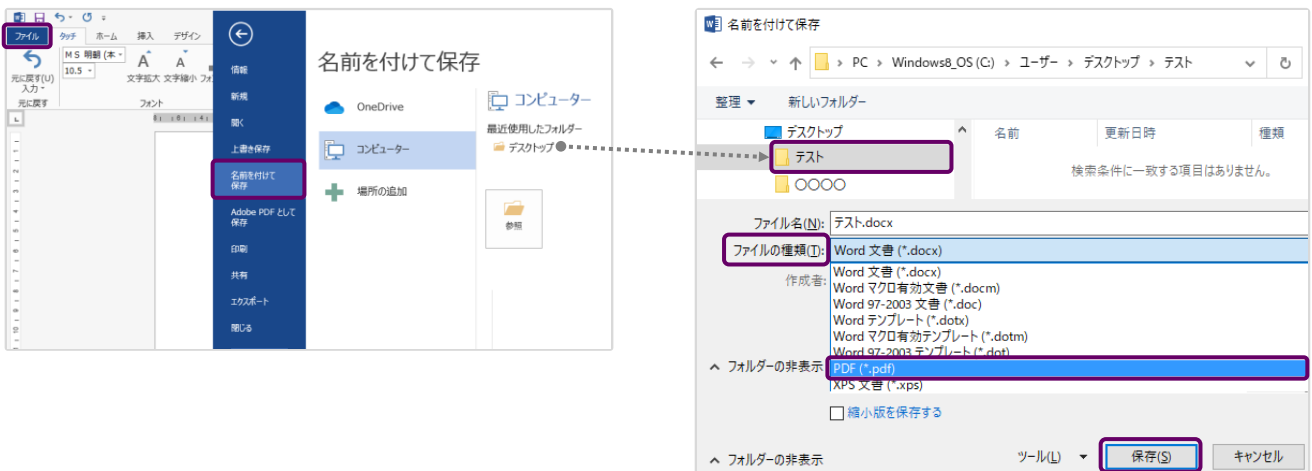 ファイル
タッチ
ホーム
挿入
デザイン
元に戻す(U)
入力
元に戻す
MS 明朝 (本
10.5
A
A
文字拡大 文字縮小 フォ
フォント
情報
新規
開く
上書き保存
名前を付けて
保存
Adobe PDF として
保存
印刷
共有
エクスポート
閉じる
名前を付けて保存
OneDrive
コンピューター
場所の追加
コンピューター
最近使用したフォルダー
デスクトップ
参照
名前を付けて保存
PC › Windows8_OS (C:) › ユーザー › デスクトップ › テスト
整理 新しいフォルダー
デスクトップ
テスト
〇〇〇〇
名前 更新日時 種類
検索条件に一致する項目はありません。
ファイル名(N): テスト.docx
ファイルの種類(T): Word 文書 (*.docx)
作成者:
Word 文書 (*.docx)
Word マクロ有効文書 (*.docm)
Word 97-2003 文書 (*.doc)
Word テンプレート (*.dotx)
Word マクロ有効テンプレート (*.dotm)
Word 97-2003 テンプレート (*.dot)
フォルダーの非表示
PDF (*.pdf)
XPS 文書 (*.xps)
縮小版を保存する
フォルダーの非表示
ツール(L)
保存(S)
キャンセル